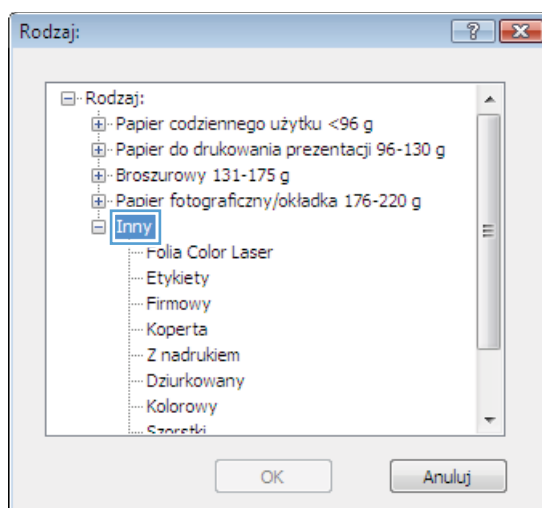 Rodzaj:
Rodzaj:
Papier codziennego użytku <96 g
Papier do drukowania prezentacji 96-130 g
Broszurowy 131-175 g
Papier fotograficzny/okładka 176-220 g
Inny
Folia Color Laser
Etykiety
Firmowy
Koperta
Z nadrukiem
Dziurkowany
Kolorowy
Szorstki
OK
Anuluj